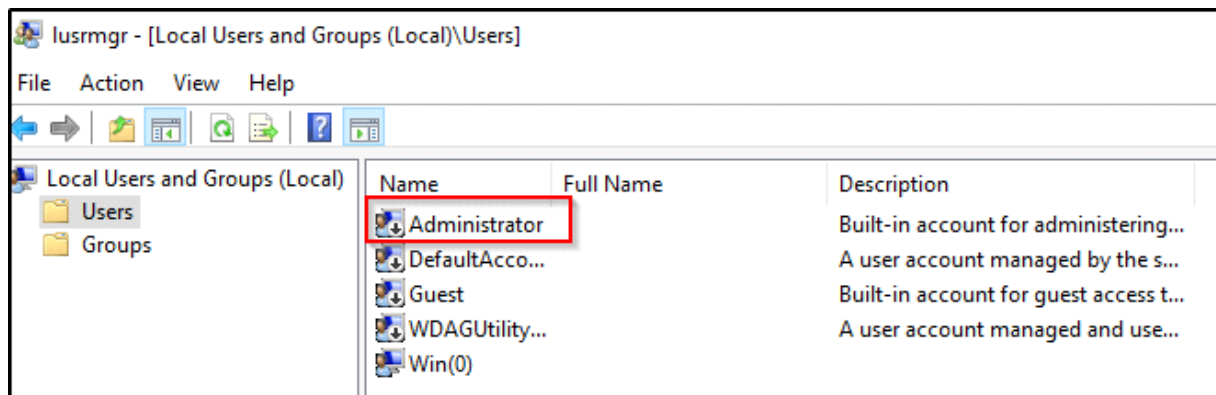 lusrmgr - [Local Users and Groups (Local)\Users]
File Action View Help
Local Users and Groups (Local)
Users
Groups
Name Full Name Description
Administrator Built-in account for administering...
DefaultAcco... A user account managed by the s...
Guest Built-in account for guest access t...
WDAGUtility... A user account managed and use...
Win(0)